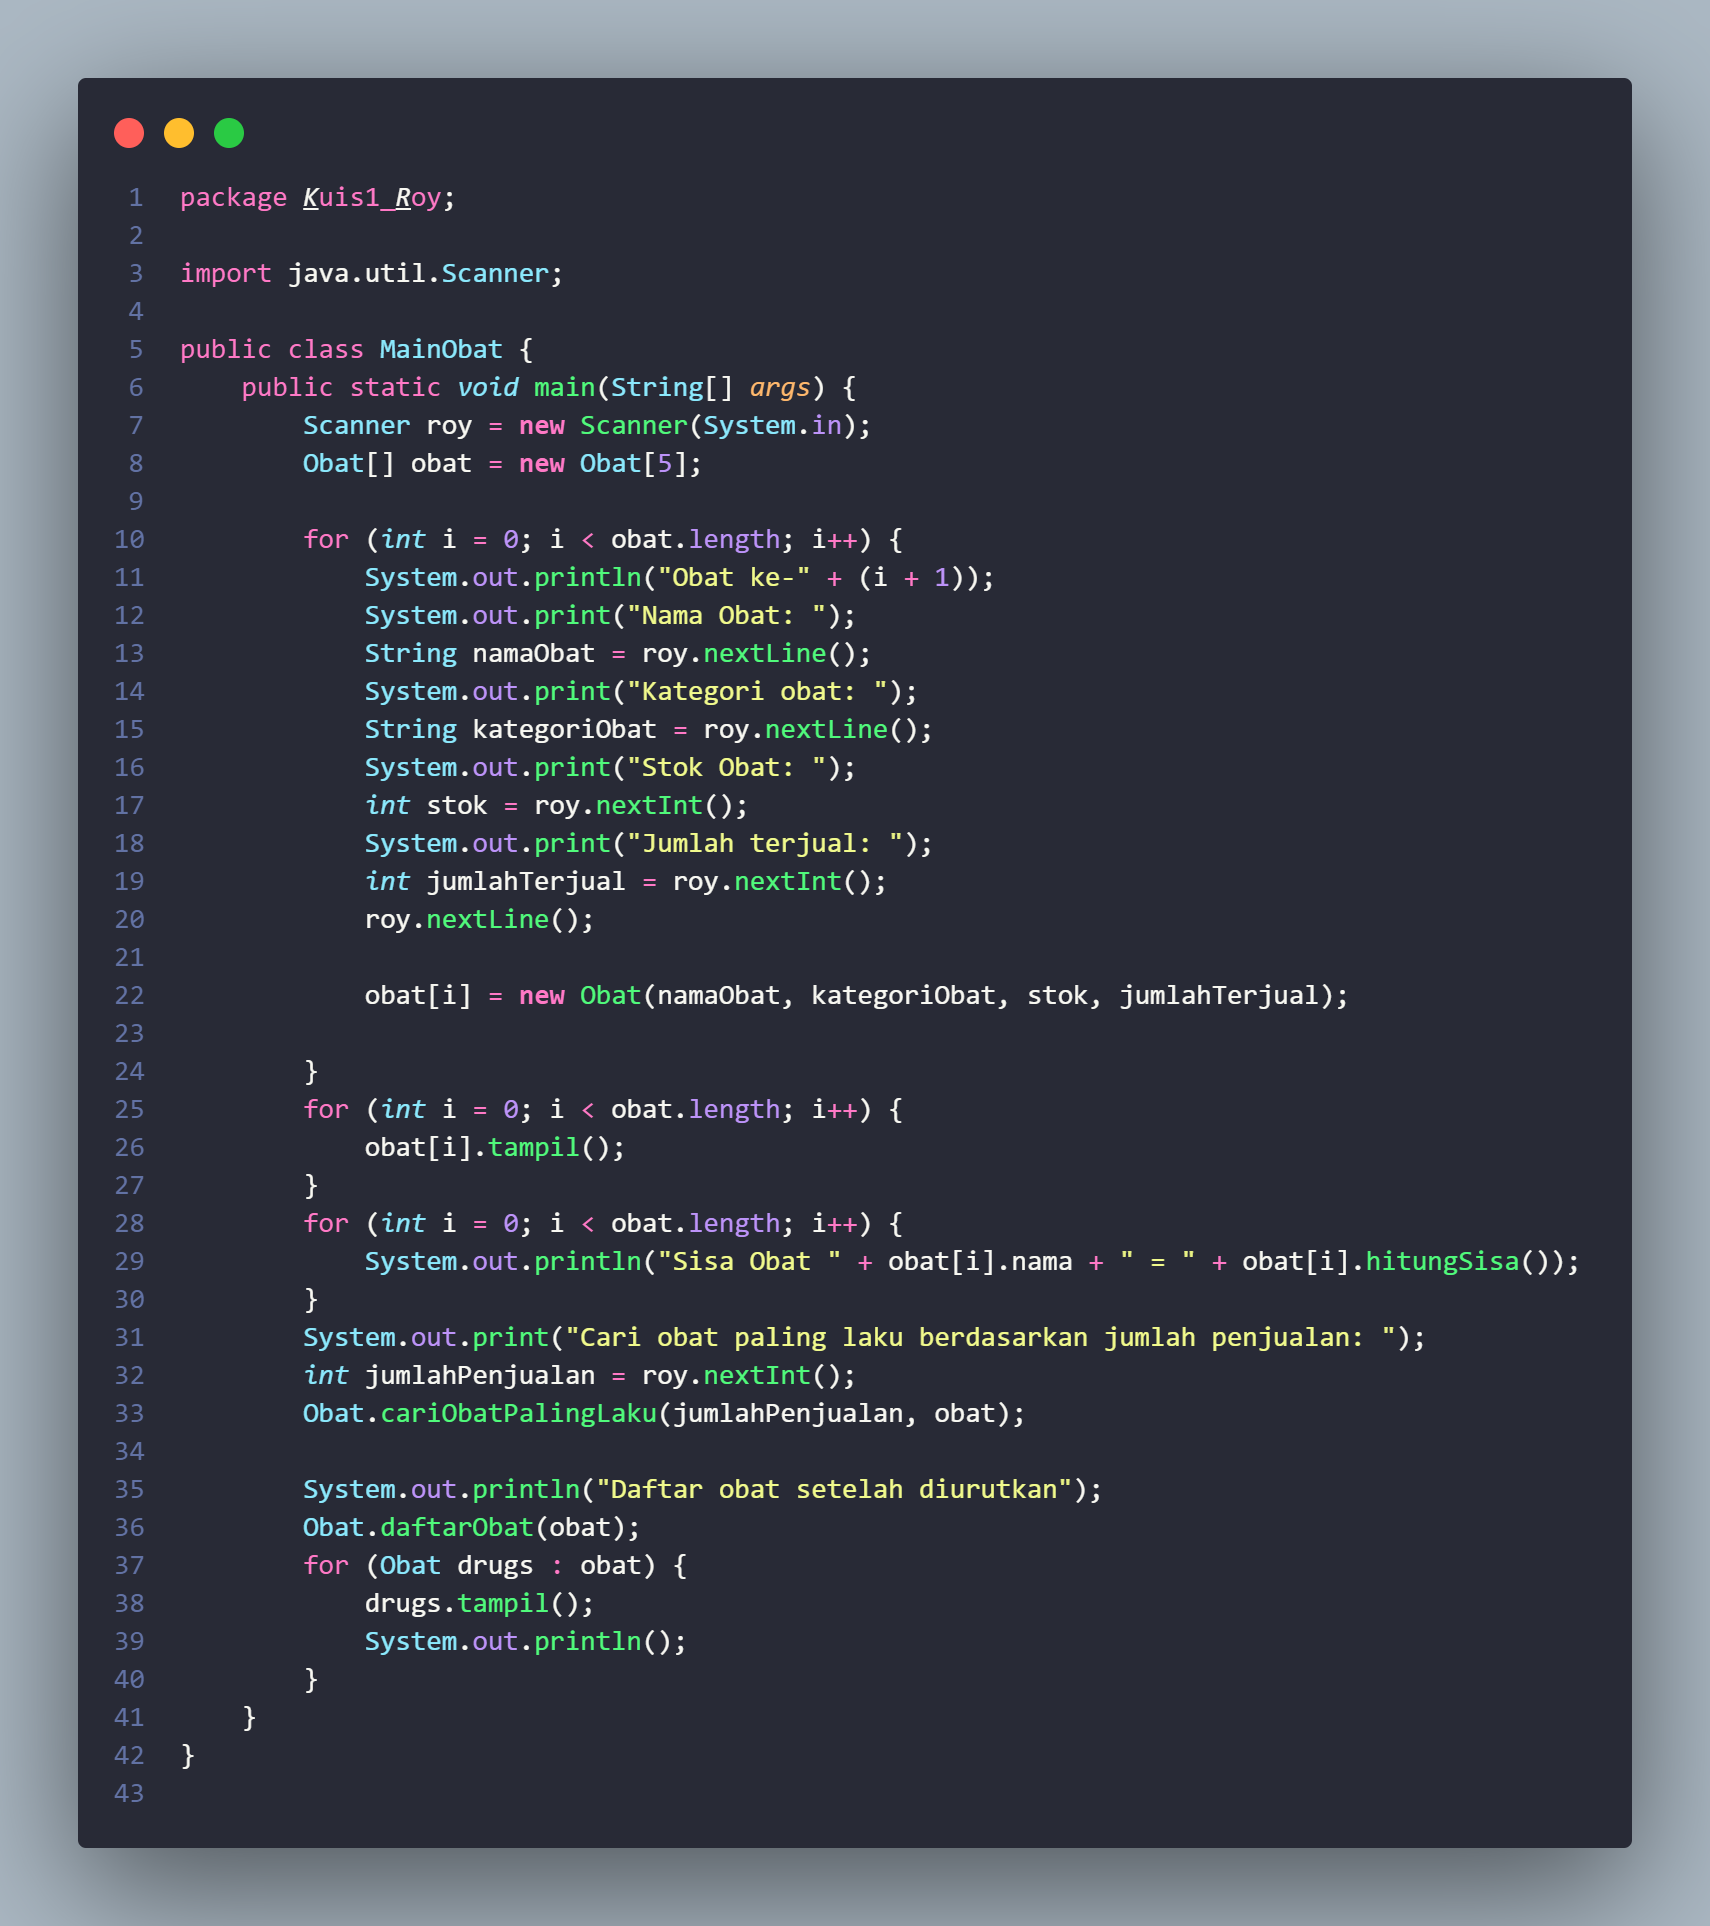 1 package Kuis1_Roy;
2
3 import java.util.Scanner;
4
5 public class MainObat {
6     public static void main(String[] args) {
7         Scanner roy = new Scanner(System.in);
8         Obat[] obat = new Obat[5];
9
10         for (int i = 0; i < obat.length; i++) {
11             System.out.println("Obat ke-" + (i + 1));
12             System.out.print("Nama Obat: ");
13             String namaObat = roy.nextLine();
14             System.out.print("Kategori obat: ");
15             String kategoriObat = roy.nextLine();
16             System.out.print("Stok Obat: ");
17             int stok = roy.nextInt();
18             System.out.print("Jumlah terjual: ");
19             int jumlahTerjual = roy.nextInt();
20             roy.nextLine();
21
22             obat[i] = new Obat(namaObat, kategoriObat, stok, jumlahTerjual);
23
24         }
25         for (int i = 0; i < obat.length; i++) {
26             obat[i].tampil();
27         }
28         for (int i = 0; i < obat.length; i++) {
29             System.out.println("Sisa Obat " + obat[i].nama + " = " + obat[i].hitungSisa());
30         }
31         System.out.print("Cari obat paling laku berdasarkan jumlah penjualan: ");
32         int jumlahPenjualan = roy.nextInt();
33         Obat.cariObatPalingLaku(jumlahPenjualan, obat);
34
35         System.out.println("Daftar obat setelah diurutkan");
36         Obat.daftarObat(obat);
37         for (Obat drugs : obat) {
38             drugs.tampil();
39             System.out.println();
40         }
41     }
42 }
43